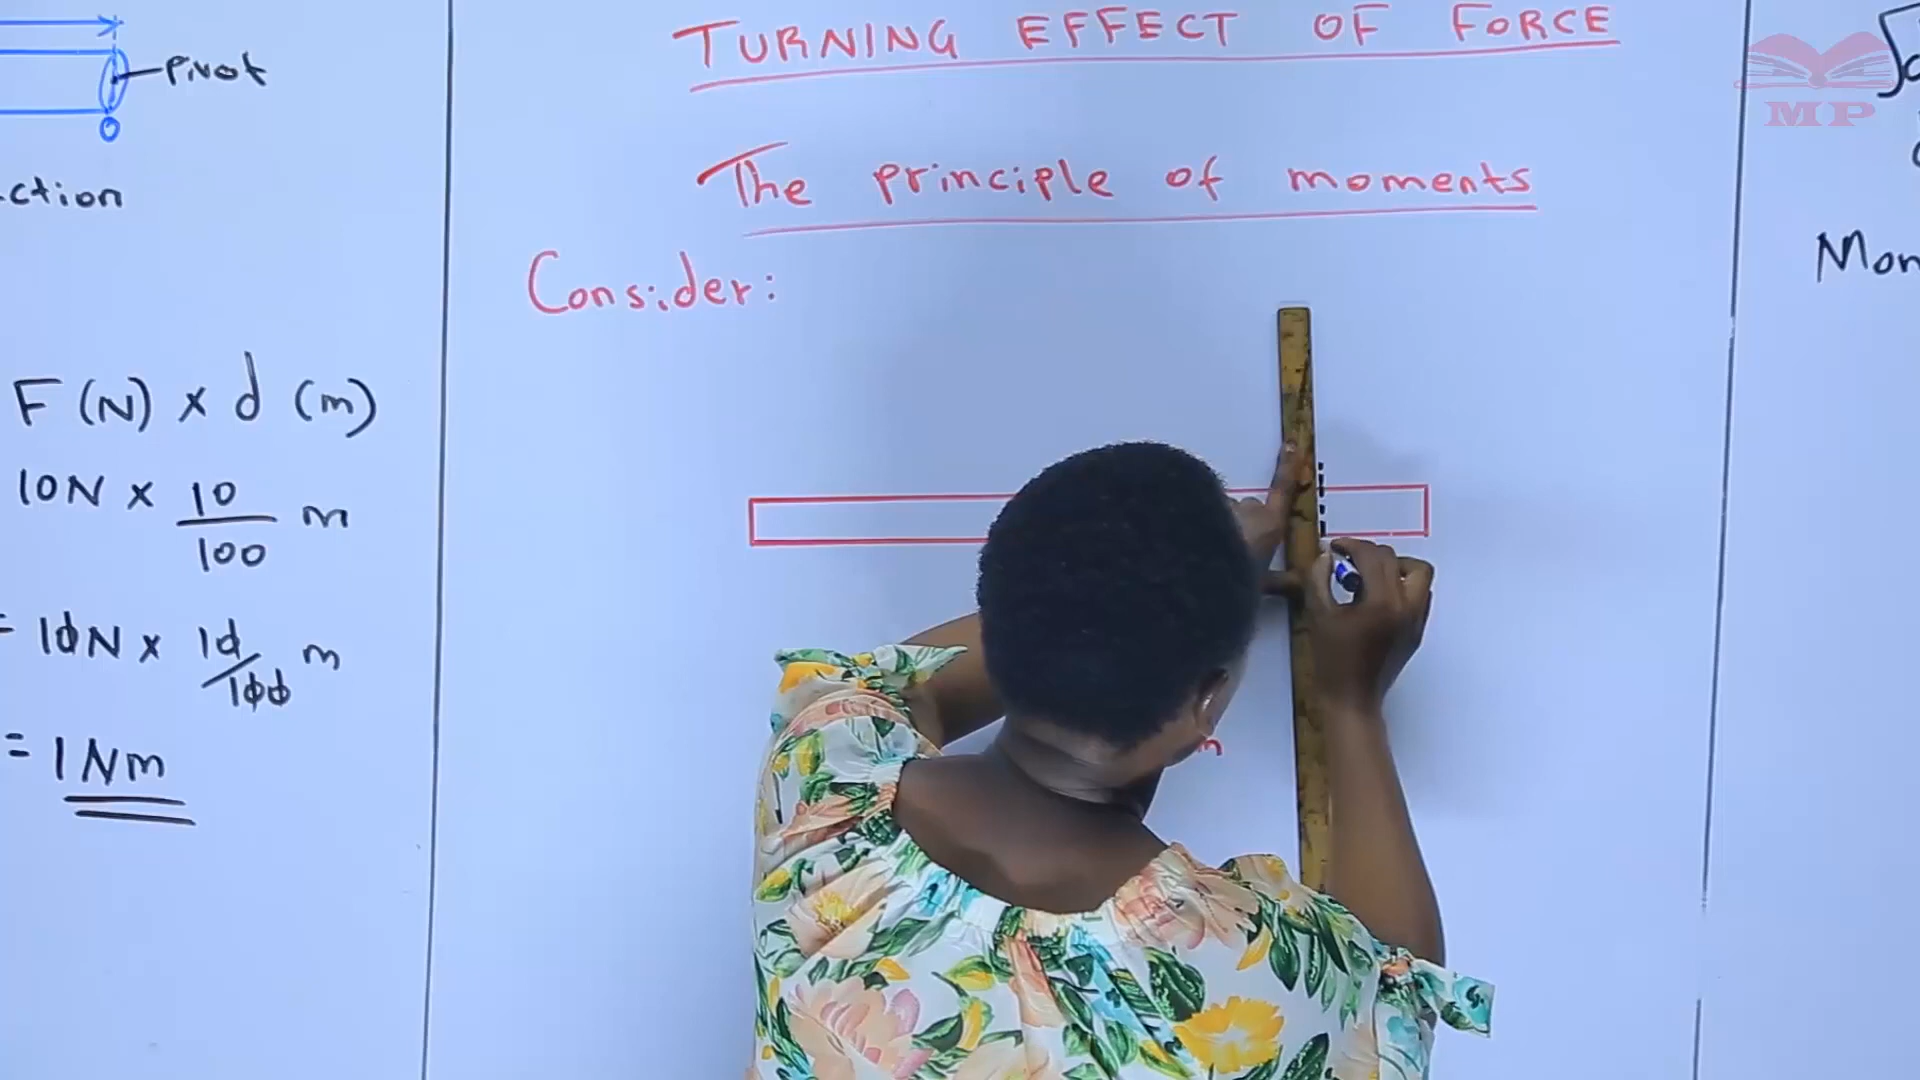 Pivot
O
ction
F (N) x d (m)
10N x 10/100 m
= 10N x 10/100 m
= 1Nm
TURNING EFFECT OF FORCE
The principle of moments
Consider:
m
MP
Mom